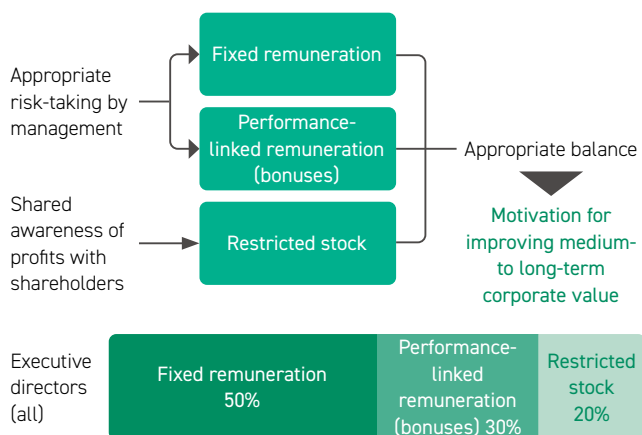 Appropriate
risk-taking by
management
Fixed remuneration
Performance-
linked remuneration
(bonuses)
Shared
awareness of
profits with
shareholders
Restricted stock
Appropriate balance
Motivation for
improving medium-
to long-term
corporate value
Executive
directors
(all)
Fixed remuneration
50%
Performance-
linked
remuneration
(bonuses) 30%
Restricted
stock
20%